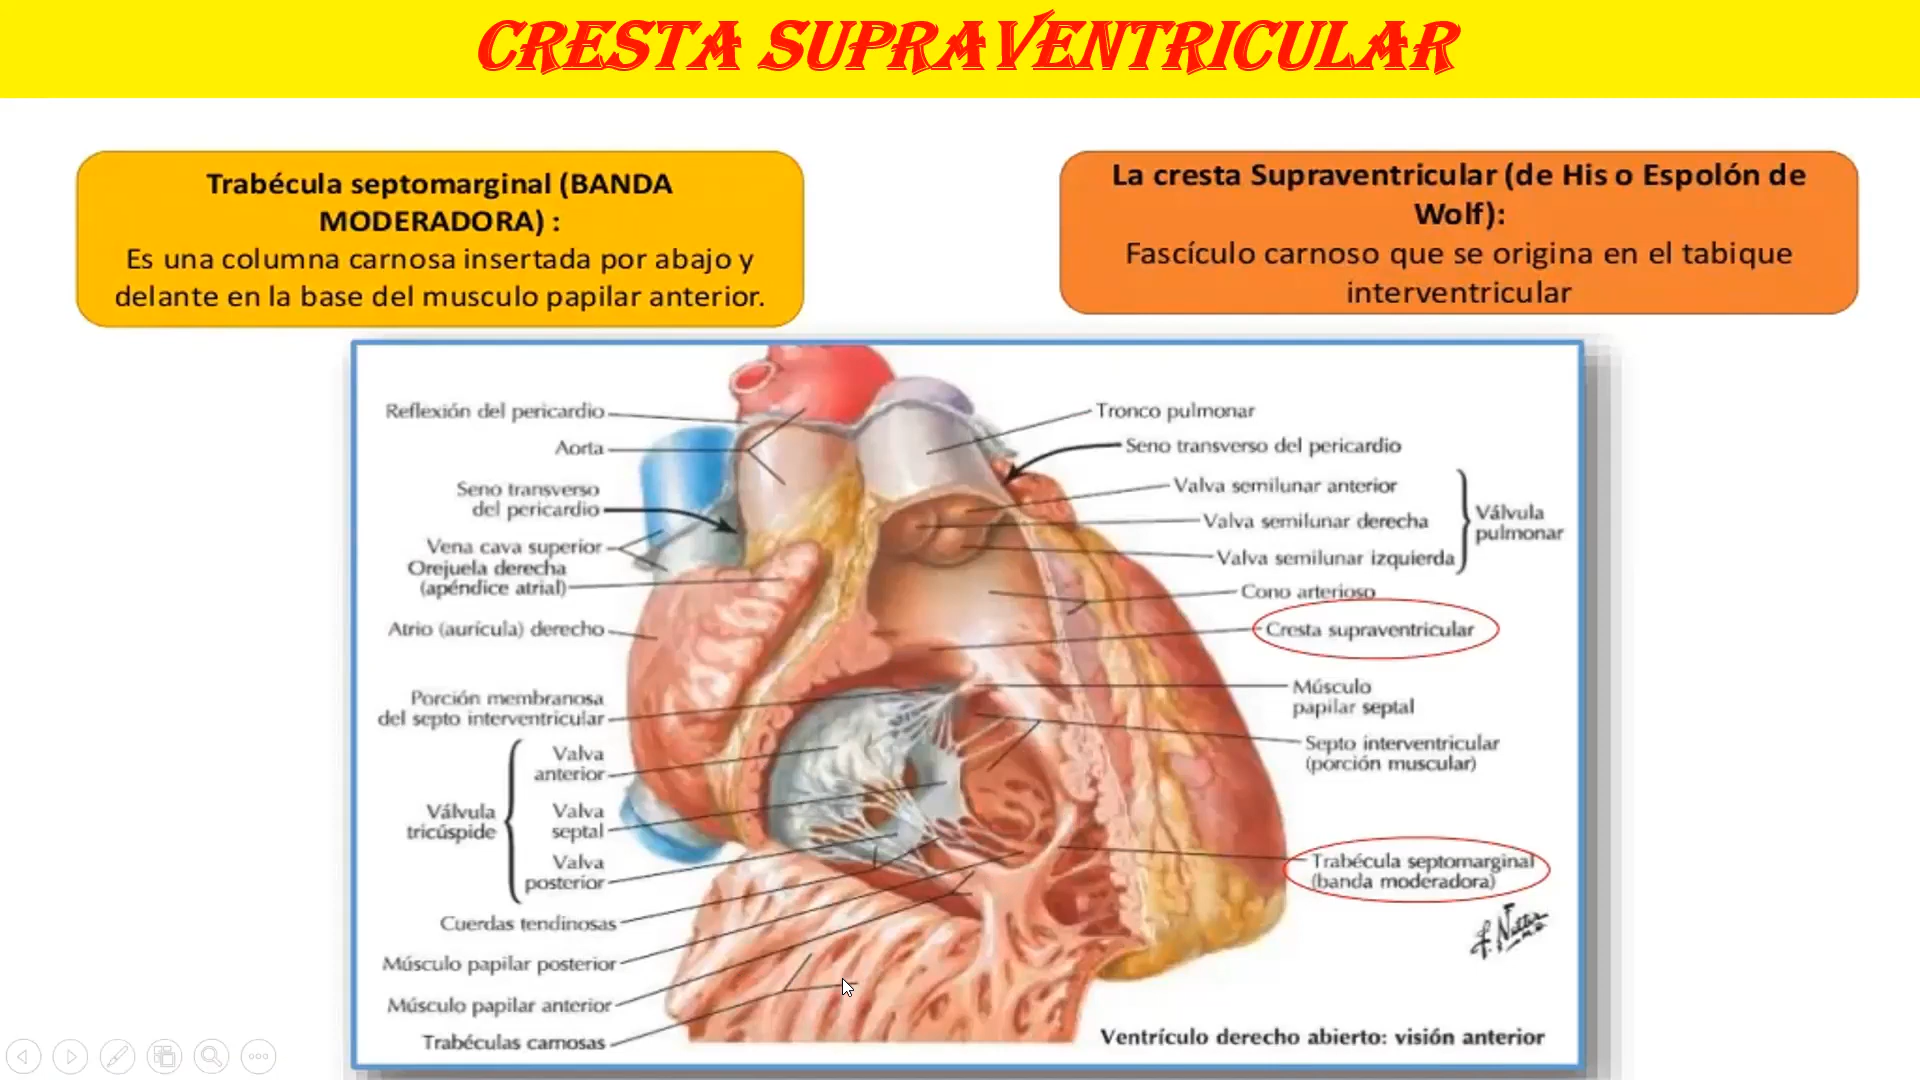 CRESTA SUPRAVENTRICULAR
Trabécula septomarginal (BANDA
MODERADORA) :
Es una columna carnosa insertada por abajo y
delante en la base del musculo papilar anterior.
La cresta Supraventricular (de His o Espolón de
Wolf):
Fascículo carnoso que se origina en el tabique
interventricular
Reflexión del pericardio
Aorta
Seno transverso
del pericardio
Vena cava superior
Orejuela derecha
(apéndice atrial)
Atrio (aurícula) derecho
Porción membranosa
del septo interventricular
Valva
anterior
Válvula
tricúspide
Valva
septal
Valva
posterior
Cuerdas tendinosas
Músculo papilar posterior
Músculo papilar anterior
Trabéculas carnosas
Tronco pulmonar
Seno transverso del pericardio
Valva semilunar anterior
Valva semilunar derecha
Valva semilunar izquierda
Válvula
pulmonar
Cono arterioso
Cresta supraventricular
Músculo
papilar septal
Septo interventricular
(porción muscular)
Trabécula septomarginal
(banda moderadora)
Ventrículo derecho abierto: visión anterior